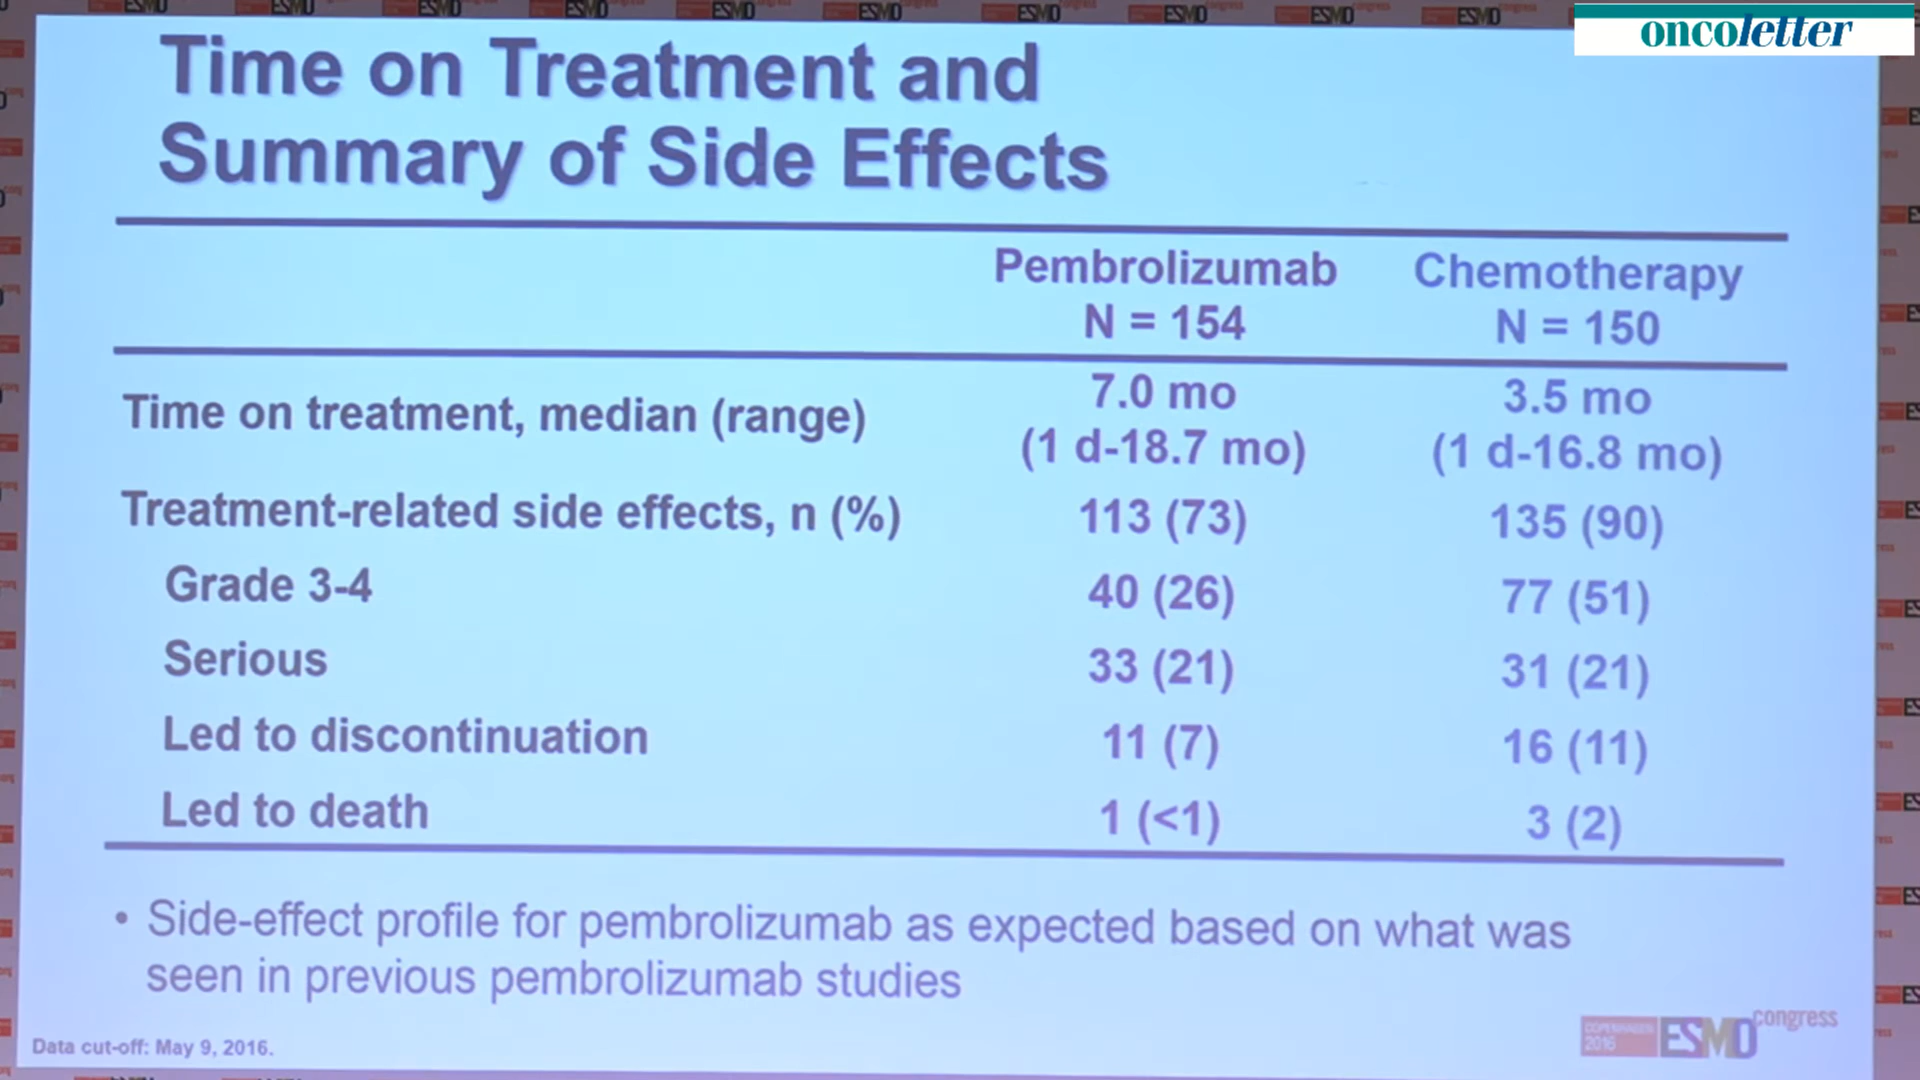 oncoletter
Time on Treatment and
Summary of Side Effects
Pembrolizumab Chemotherapy
N = 154 N = 150
Time on treatment, median (range) 7.0 mo 3.5 mo
(1 d-18.7 mo) (1 d-16.8 mo)
Treatment-related side effects, n (%) 113 (73) 135 (90)
Grade 3-4 40 (26) 77 (51)
Serious 33 (21) 31 (21)
Led to discontinuation 11 (7) 16 (11)
Led to death 1 (<1) 3 (2)
• Side-effect profile for pembrolizumab as expected based on what was
seen in previous pembrolizumab studies
Data cut-off: May 9, 2016.
COPENHAGEN
2016
ESMO congress